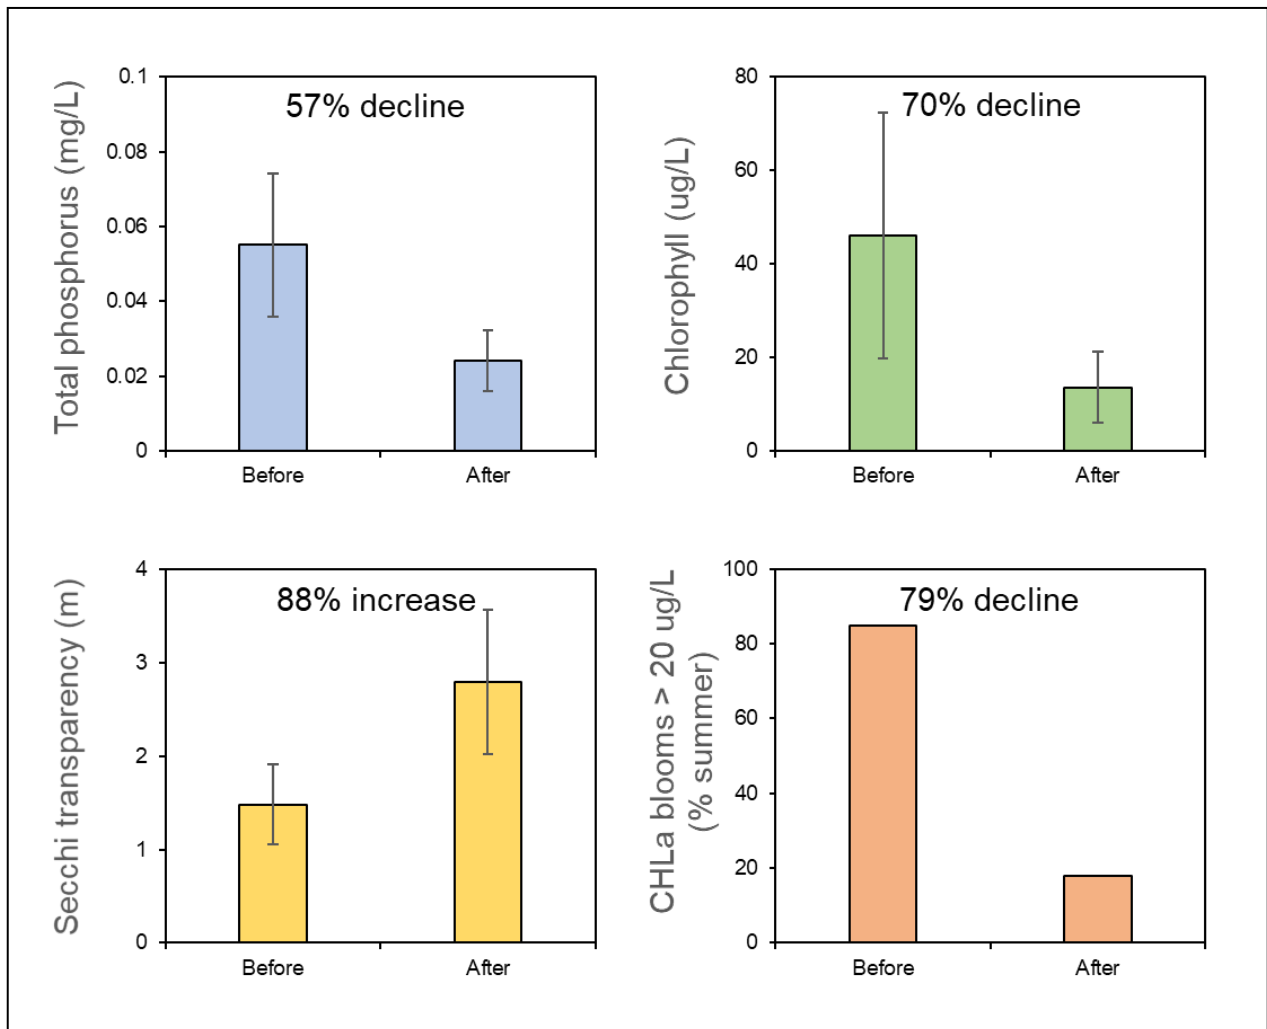 Total phosphorus (mg/L)
57% decline
0.1
0.08
0.06
0.04
0.02
0
Before
After
Chlorophyll (ug/L)
70% decline
80
60
40
20
0
Before
After
Secchi transparency (m)
88% increase
4
3
2
1
0
Before
After
CHLa blooms > 20 ug/L
(% summer)
79% decline
100
80
60
40
20
0
Before
After